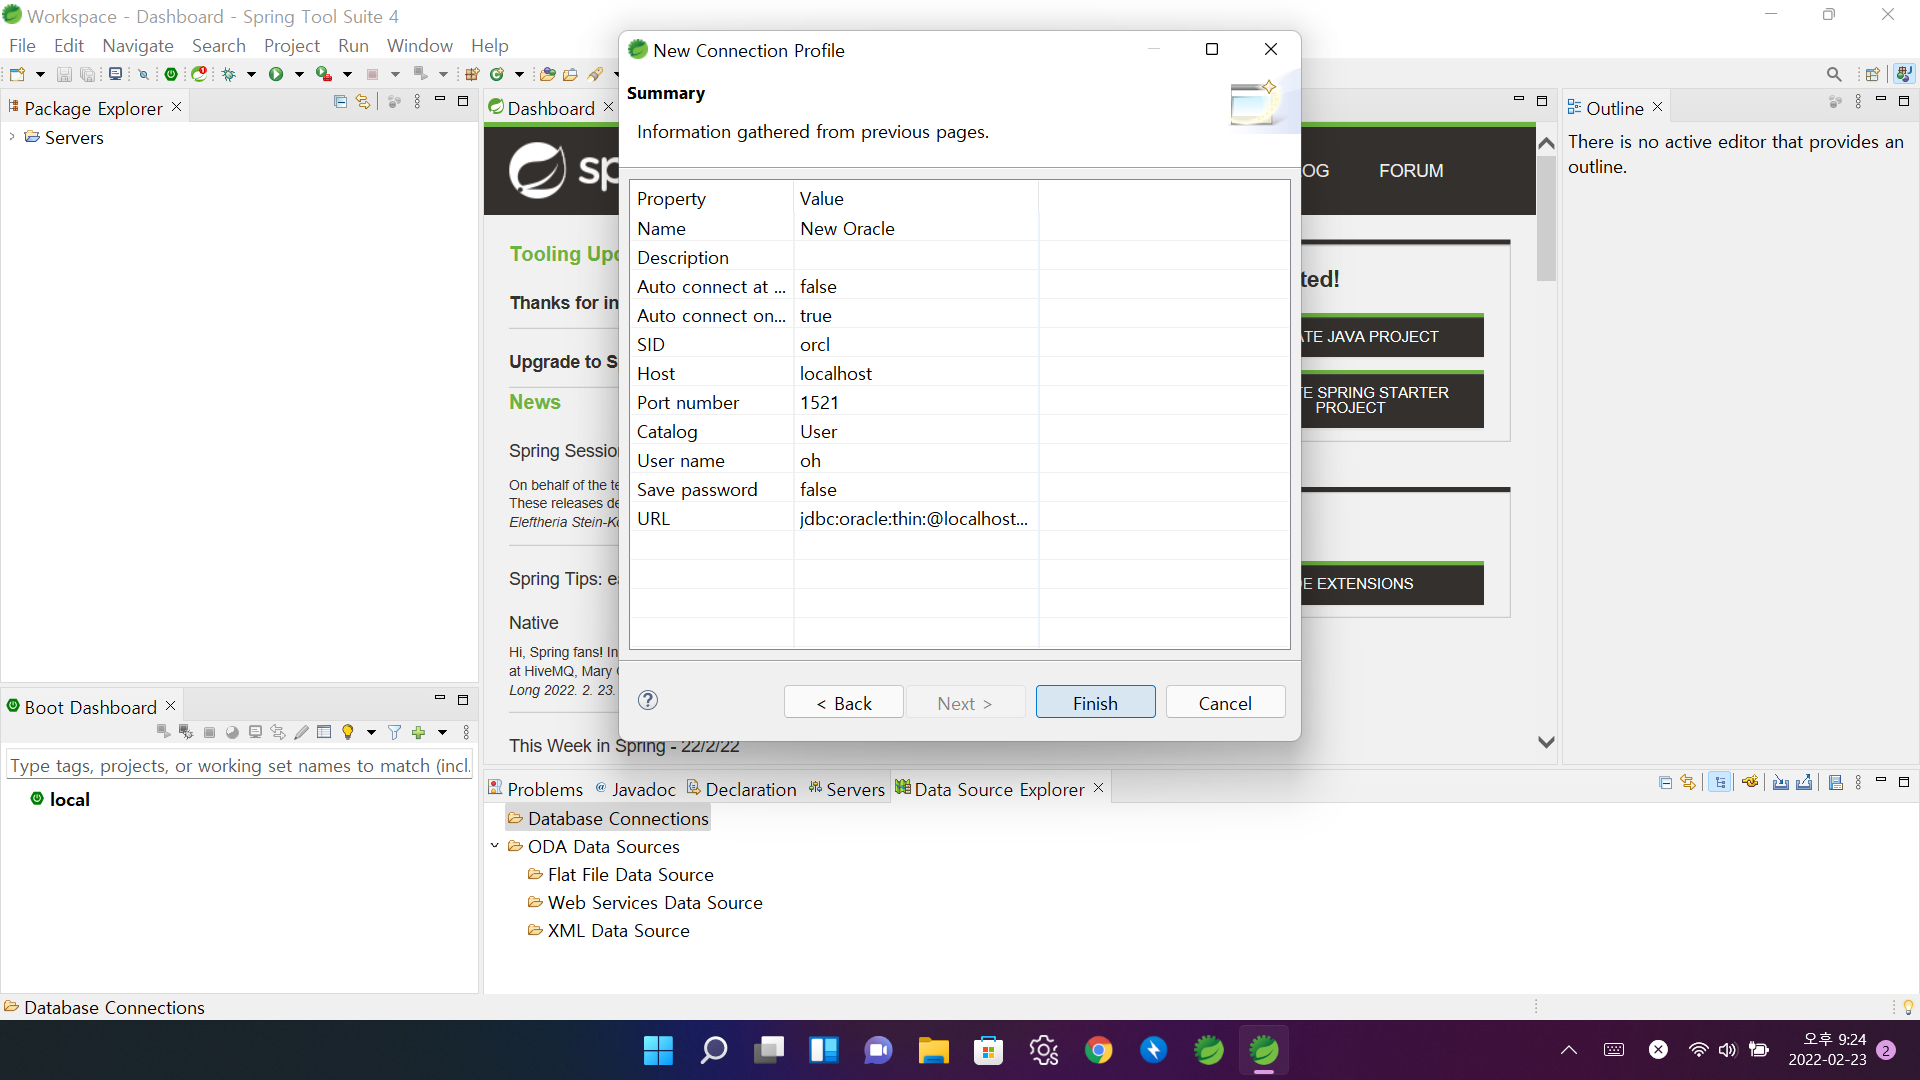 Workspace - Dashboard - Spring Tool Suite 4
File Edit Navigate Search Project Run Window Help
Package Explorer
Servers
Dashboard
sp
OG FORUM
Tooling Upd
Thanks for in
Upgrade to S
News
Spring Sessio
On behalf of the te
These releases de
Eleftheria Stein-Ko
Spring Tips: ea
Native
Hi, Spring fans! In
at HiveMQ, Mary
Long 2022. 2. 23.
This Week in Spring - 22/2/22
ted!
ATE JAVA PROJECT
TE SPRING STARTER
PROJECT
E EXTENSIONS
New Connection Profile
Summary
Information gathered from previous pages.
Property Value
Name New Oracle
Description
Auto connect at ... false
Auto connect on... true
SID orcl
Host localhost
Port number 1521
Catalog User
User name oh
Save password false
URL jdbc:oracle:thin:@localhost...
< Back Next > Finish Cancel
Outline
There is no active editor that provides an
outline.
Boot Dashboard
Type tags, projects, or working set names to match (incl.
local
Problems Javadoc Declaration Servers Data Source Explorer
Database Connections
ODA Data Sources
Flat File Data Source
Web Services Data Source
XML Data Source
Database Connections
오후 9:24
2022-02-23
2